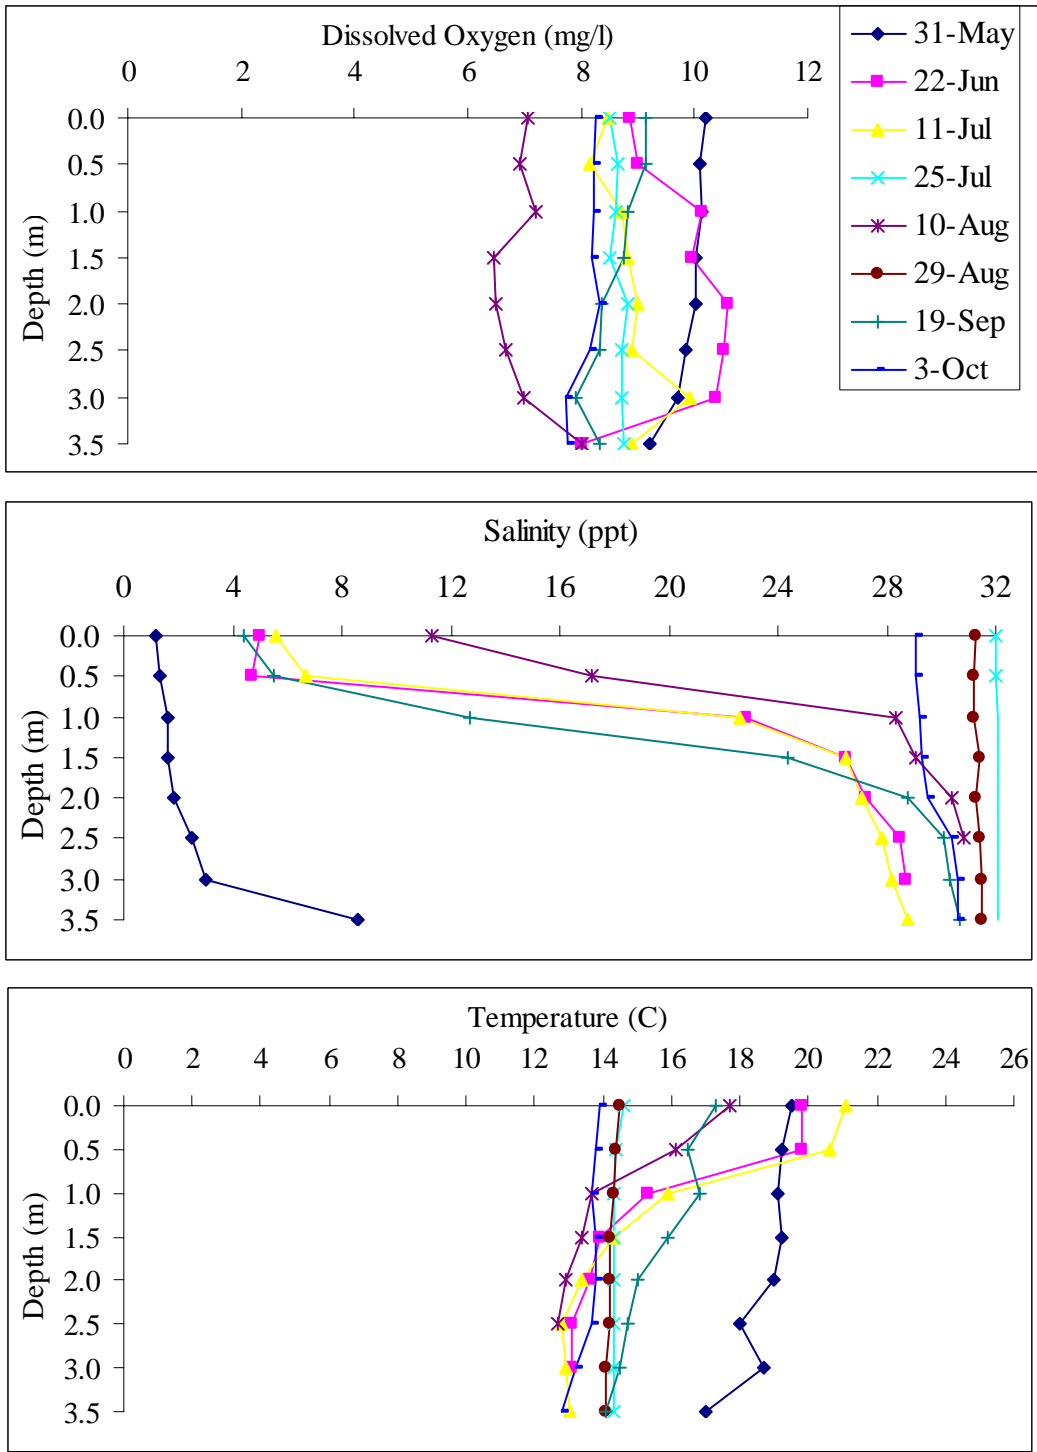 Dissolved Oxygen (mg/l)
0 2 4 6 8 10 12
0.0
0.5
1.0
1.5
2.0
2.5
3.0
3.5
Depth (m)
31-May
22-Jun
11-Jul
25-Jul
10-Aug
29-Aug
19-Sep
3-Oct
Salinity (ppt)
0 4 8 12 16 20 24 28 32
0.0
0.5
1.0
1.5
2.0
2.5
3.0
3.5
Depth (m)
Temperature (C)
0 2 4 6 8 10 12 14 16 18 20 22 24 26
0.0
0.5
1.0
1.5
2.0
2.5
3.0
3.5
Depth (m)